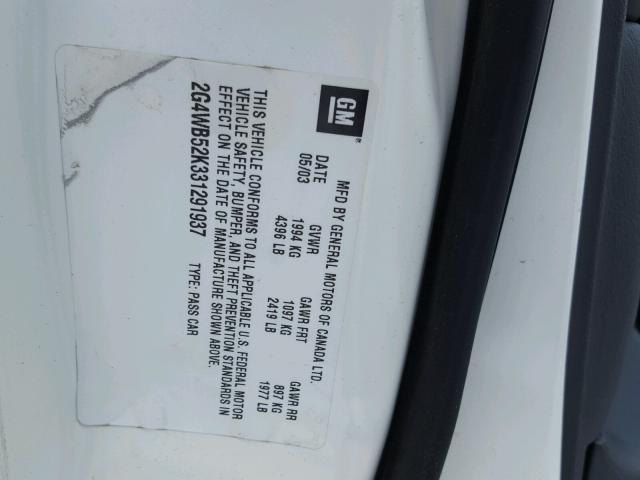 GM
®
MFD BY GENERAL MOTORS OF CANADA LTD.
DATE GVWR GAWR FRT GAWR RR
05/03 1994 KG 1097 KG 897 KG
4396 LB 2419 LB 1977 LB
THIS VEHICLE CONFORMS TO ALL APPLICABLE U.S. FEDERAL MOTOR
VEHICLE SAFETY, BUMPER, AND THEFT PREVENTION STANDARDS IN
EFFECT ON THE DATE OF MANUFACTURE SHOWN ABOVE.
2G4WB52K331291937 TYPE: PASS CAR